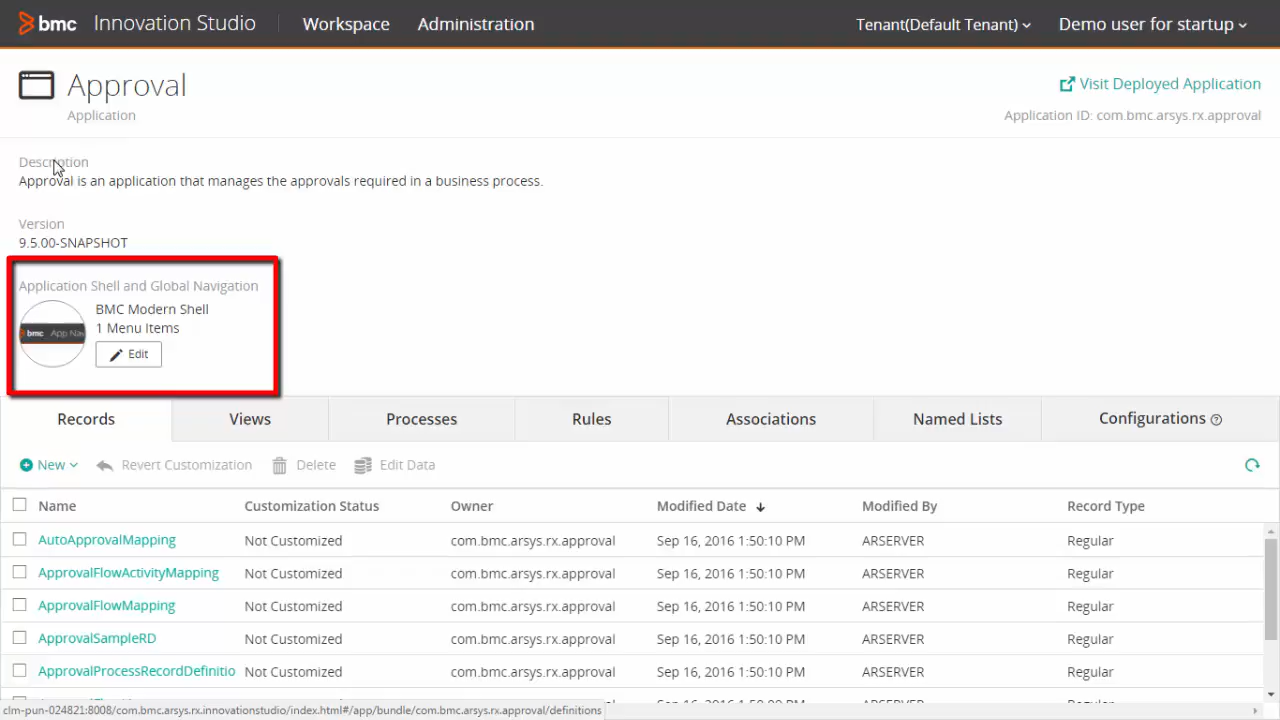 bmc Innovation Studio Workspace Administration Tenant(Default Tenant) Demo user for startup
Approval
Visit Deployed Application
Application
Application ID: com.bmc.arsys.rx.approval
Description
Approval is an application that manages the approvals required in a business process.
Version
9.5.00-SNAPSHOT
Application Shell and Global Navigation
BMC Modern Shell
1 Menu Items
bmc App Nav
Edit
Records Views Processes Rules Associations Named Lists Configurations
New Revert Customization Delete Edit Data
Name Customization Status Owner Modified Date Modified By Record Type
AutoApprovalMapping Not Customized com.bmc.arsys.rx.approval Sep 16, 2016 1:50:10 PM ARSERVER Regular
ApprovalFlowActivityMapping Not Customized com.bmc.arsys.rx.approval Sep 16, 2016 1:50:10 PM ARSERVER Regular
ApprovalFlowMapping Not Customized com.bmc.arsys.rx.approval Sep 16, 2016 1:50:10 PM ARSERVER Regular
ApprovalSampleRD Not Customized com.bmc.arsys.rx.approval Sep 16, 2016 1:50:10 PM ARSERVER Regular
ApprovalProcessRecordDefinitio Not Customized com.bmc.arsys.rx.approval Sep 16, 2016 1:50:10 PM ARSERVER Regular
clm-pun-024821:8008/com.bmc.arsys.rx.innovationstudio/index.html#/app/bundle/com.bmc.arsys.rx.approval/definitions